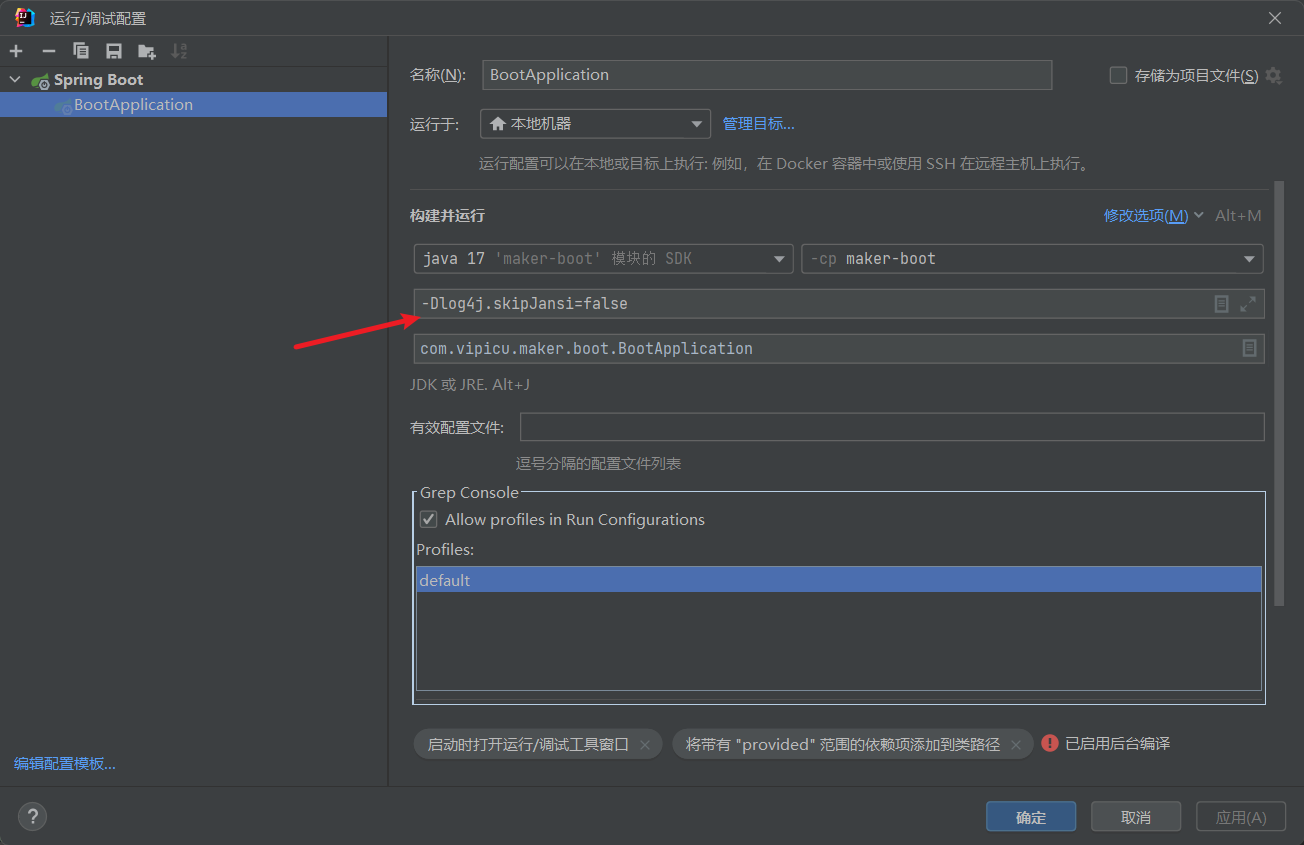 运行/调试配置
Spring Boot
BootApplication
名称(N): BootApplication 存储为项目文件(S)
运行于: 本地机器 管理目标...
运行配置可以在本地或目标上执行: 例如，在 Docker 容器中或使用 SSH 在远程主机上执行。
构建并运行 修改选项(M) Alt+M
java 17 'maker-boot' 模块的 SDK -cp maker-boot
-Dlog4j.skipJansi=false
com.vipicu.maker.boot.BootApplication
JDK 或 JRE. Alt+J
有效配置文件:
逗号分隔的配置文件列表
Grep Console
Allow profiles in Run Configurations
Profiles:
default
启动时打开运行/调试工具窗口 将带有 "provided" 范围的依赖项添加到类路径 已启用后台编译
编辑配置模板...
? 确定 取消 应用(A)